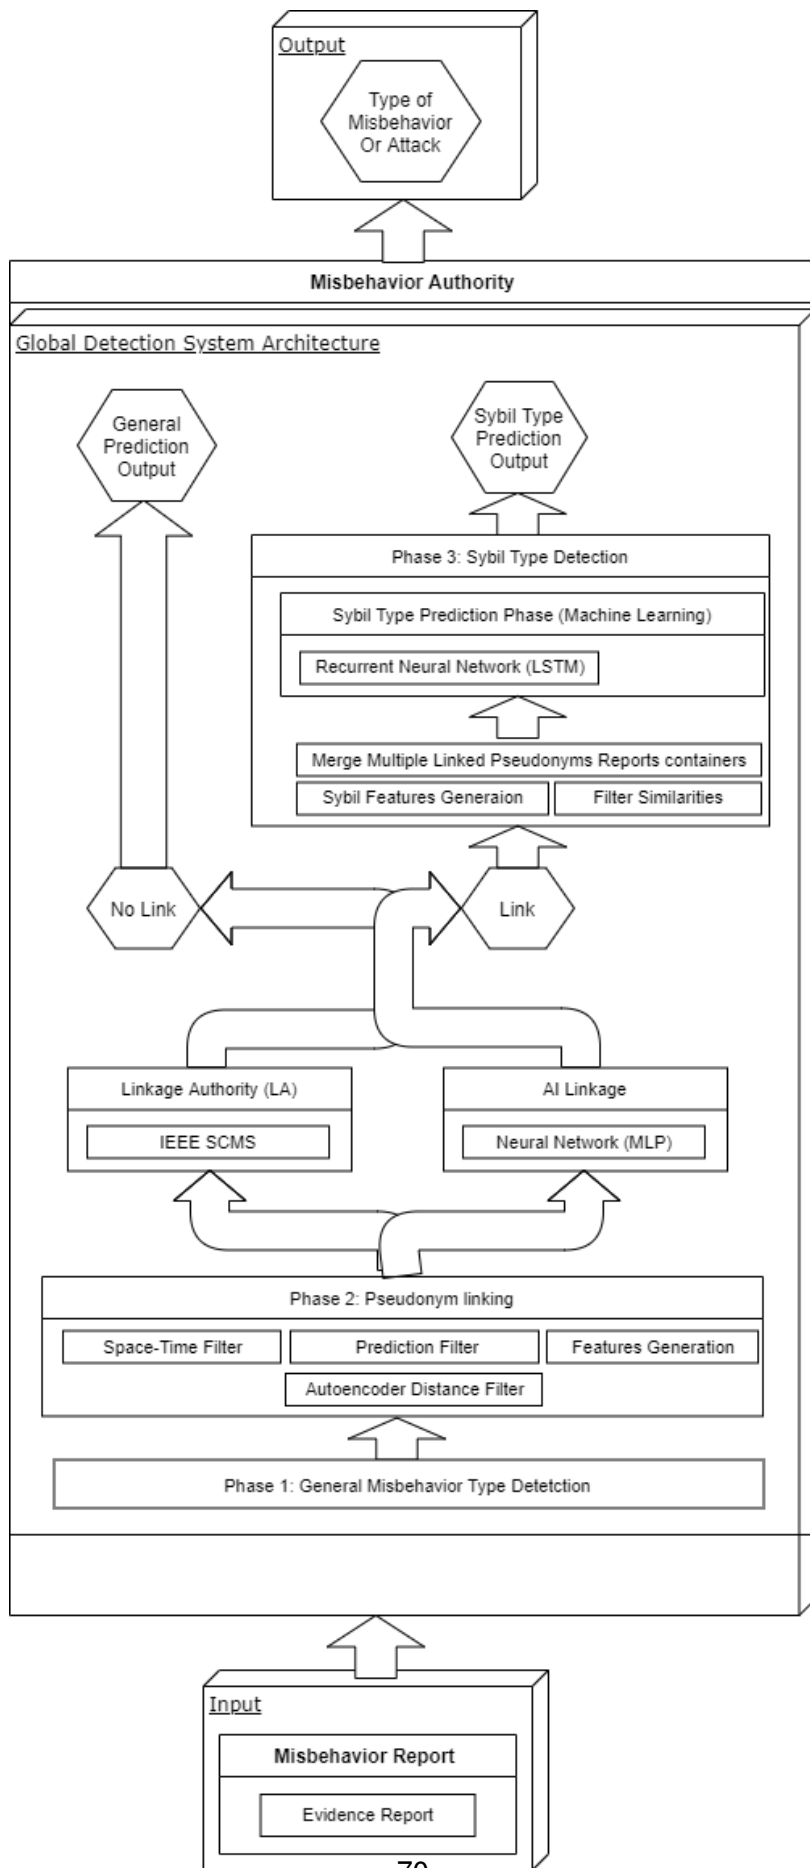 Output
Type of
Misbehavior
Or Attack
Misbehavior Authority
Global Detection System Architecture
General
Prediction
Output
Sybil Type
Prediction
Output
Phase 3: Sybil Type Detection
Sybil Type Prediction Phase (Machine Learning)
Recurrent Neural Network (LSTM)
Merge Multiple Linked Pseudonyms Reports containers
Sybil Features Generaion
Filter Similarities
No Link
Link
Linkage Authority (LA)
IEEE SCMS
AI Linkage
Neural Network (MLP)
Phase 2: Pseudonym linking
Space-Time Filter
Prediction Filter
Features Generation
Autoencoder Distance Filter
Phase 1: General Misbehavior Type Detetction
Input
Misbehavior Report
Evidence Report